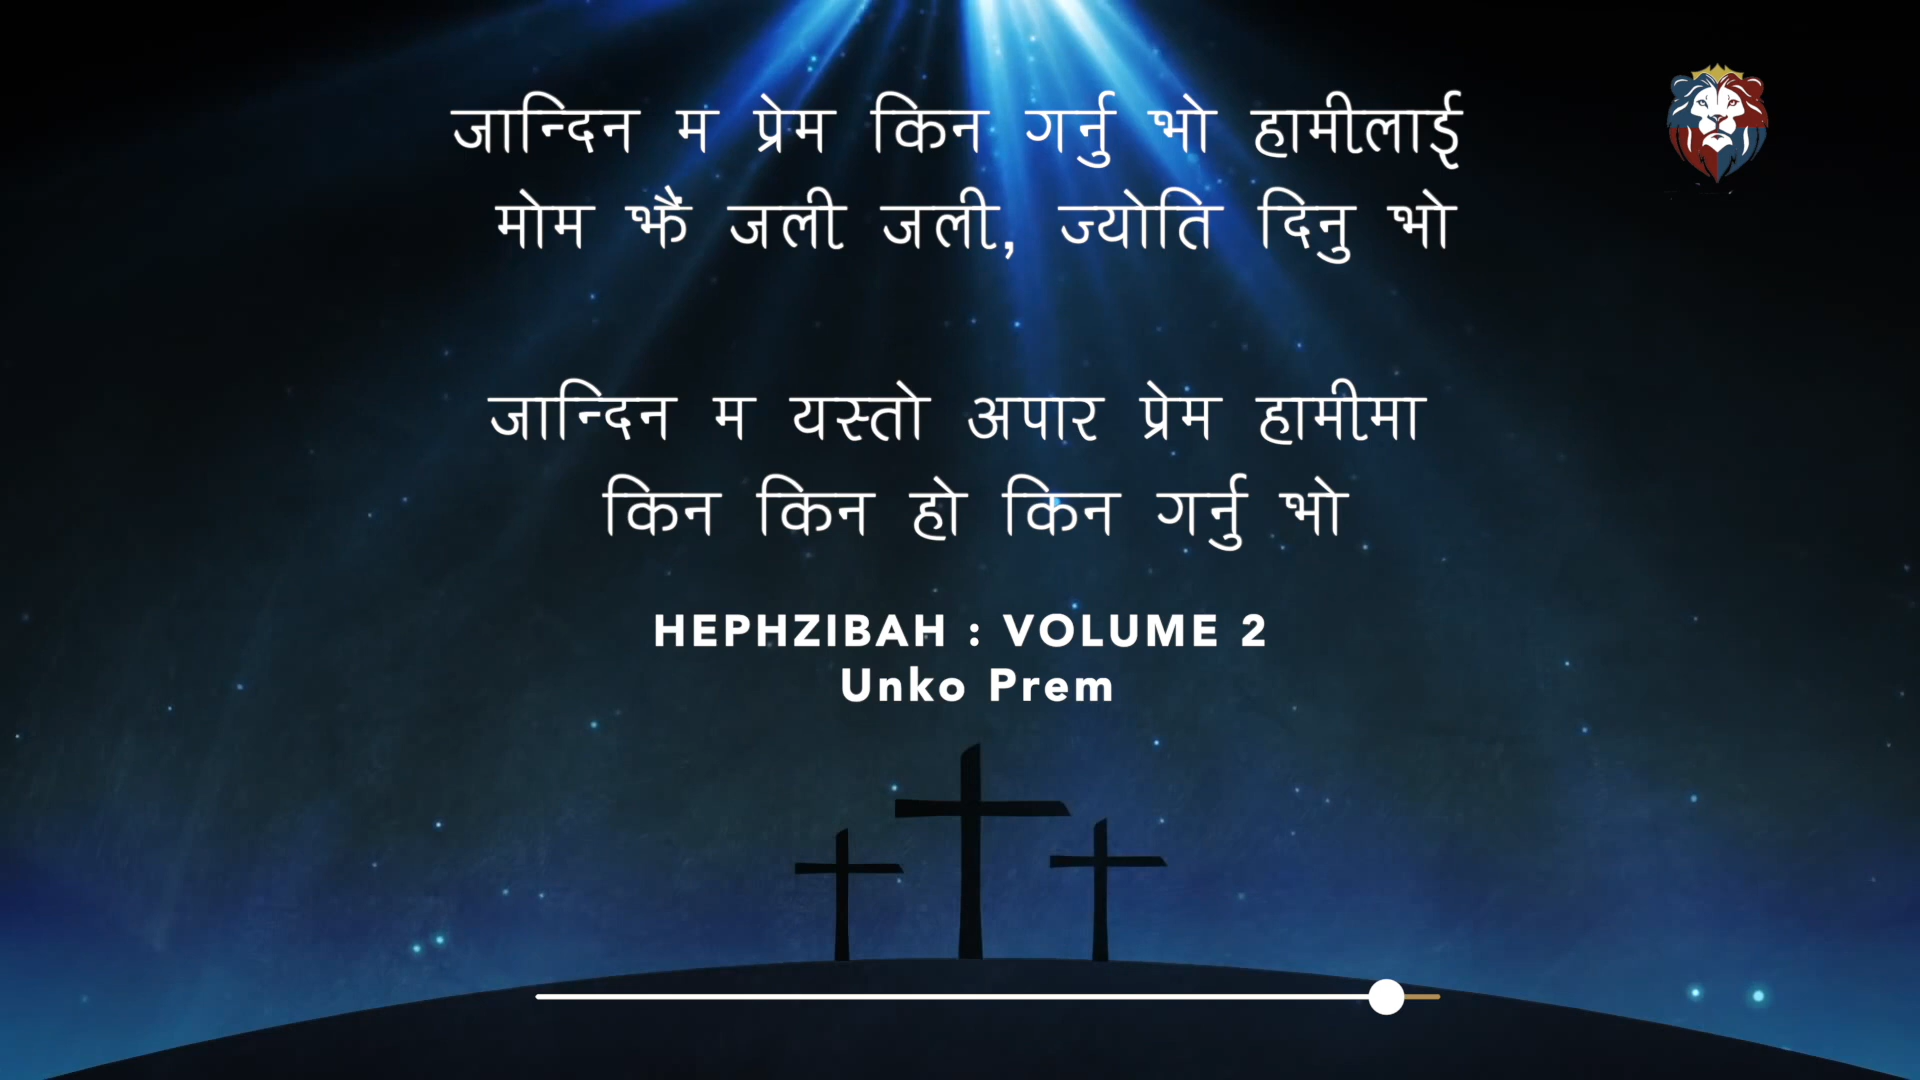 जान्दिन म प्रेम किन गर्नु भो हामीलाई
मोम झैं जली जली, ज्योति दिनु भो
जान्दिन म यस्तो अपार प्रेम हामीमा
किन किन हो किन गर्नु भो
HEPHZIBAH : VOLUME 2
Unko Prem